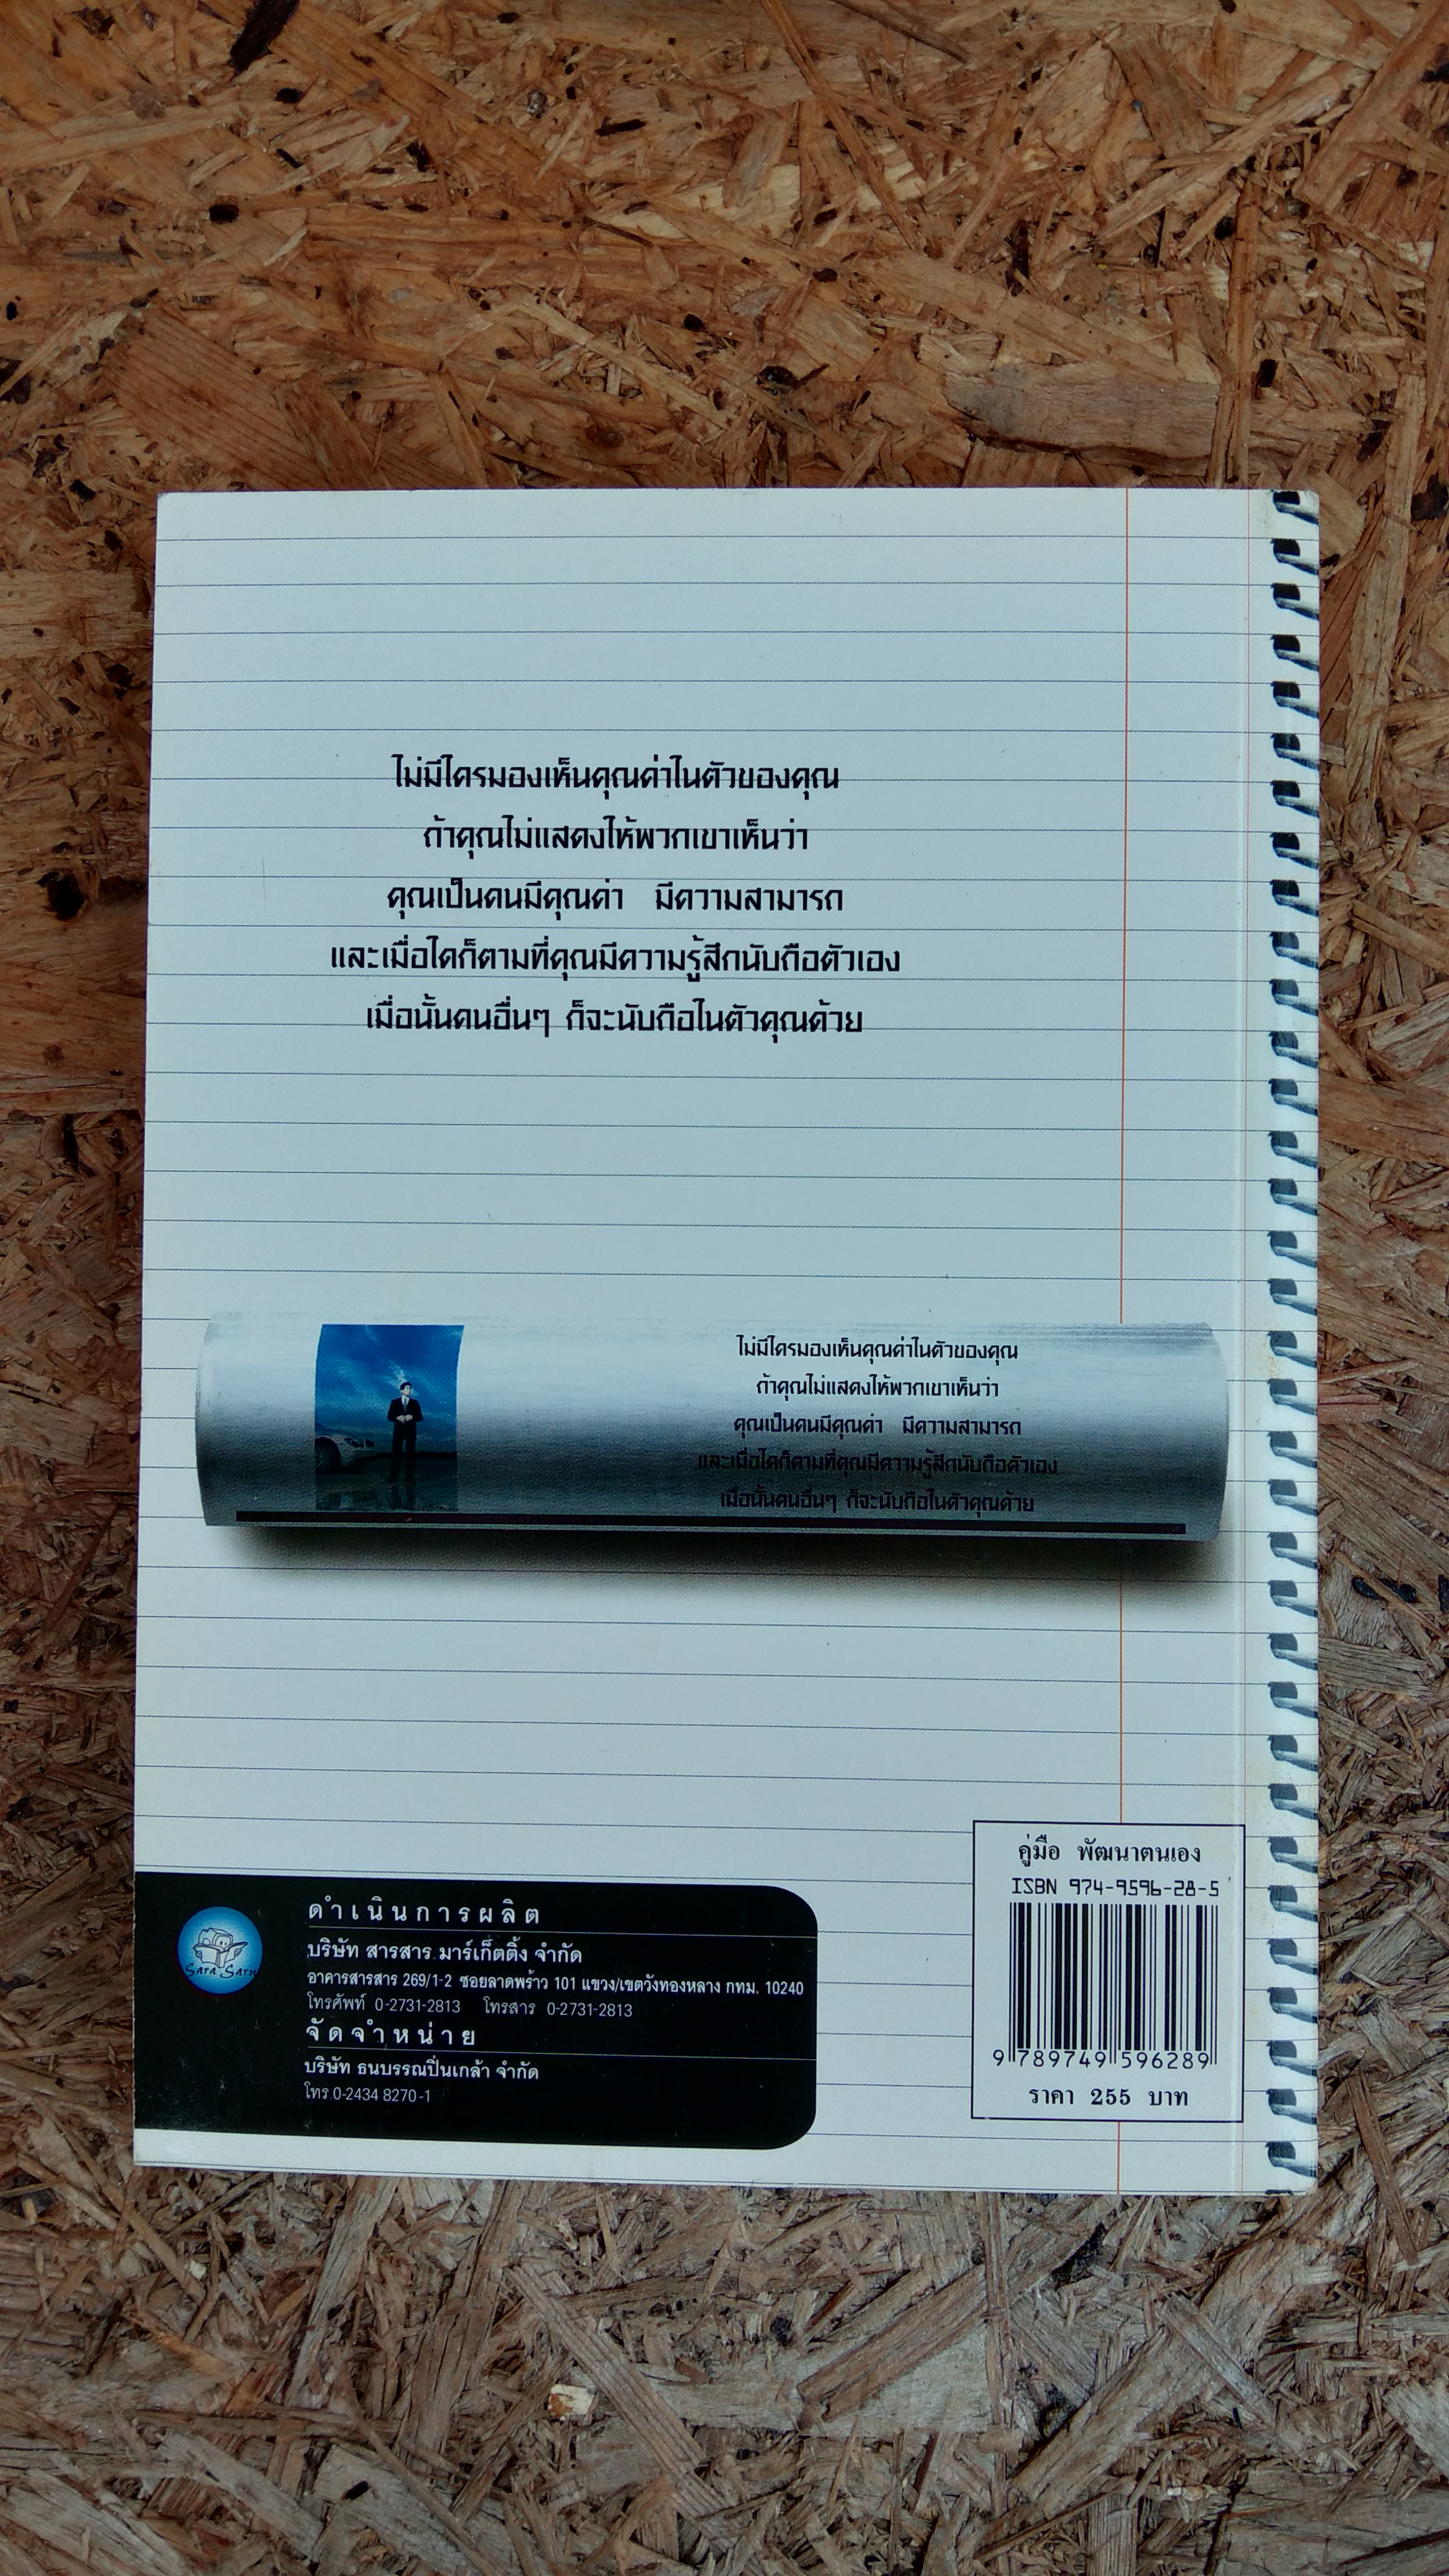 ไม่มีใครมองเห็นคุณค่าในตัวของคุณ
ถ้าคุณไม่แสดงให้พวกเขาเห็นว่า
คุณเป็นคนมีคุณค่า มีความสามารถ
และเมื่อใดก็ตามที่คุณมีความรู้สึกนับถือตัวเอง
เมื่อนั้นคนอื่นๆ ก็จะนับถือในตัวคุณด้วย
ไม่มีใครมองเห็นคุณค่าในตัวของคุณ
ถ้าคุณไม่แสดงให้พวกเขาเห็นว่า
คุณเป็นคนมีคุณค่า มีความสามารถ
และเมื่อใดก็ตามที่คุณมีความรู้สึกนับถือตัวเอง
เมื่อนั้นคนอื่นๆ ก็จะนับถือในตัวคุณด้วย
Sara Sarn
ดำเนินการผลิต
บริษัท สารสาร มาร์เก็ตติ้ง จำกัด
อาคารสารสาร 269/1-2 ซอยลาดพร้าว 101 แขวง/เขตวังทองหลาง กทม. 10240
โทรศัพท์ 0-2731-2813 โทรสาร 0-2731-2813
จัดจำหน่าย
บริษัท ธนบรรณปิ่นเกล้า จำกัด
โทร.0-2434 8270-1
คู่มือ พัฒนาตนเอง
ISBN 974-9596-28-5
9 789749 596289
ราคา 255 บาท